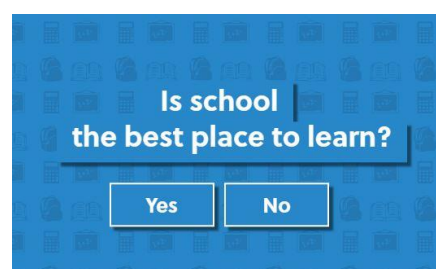 Is school
the best place to learn?
Yes
No